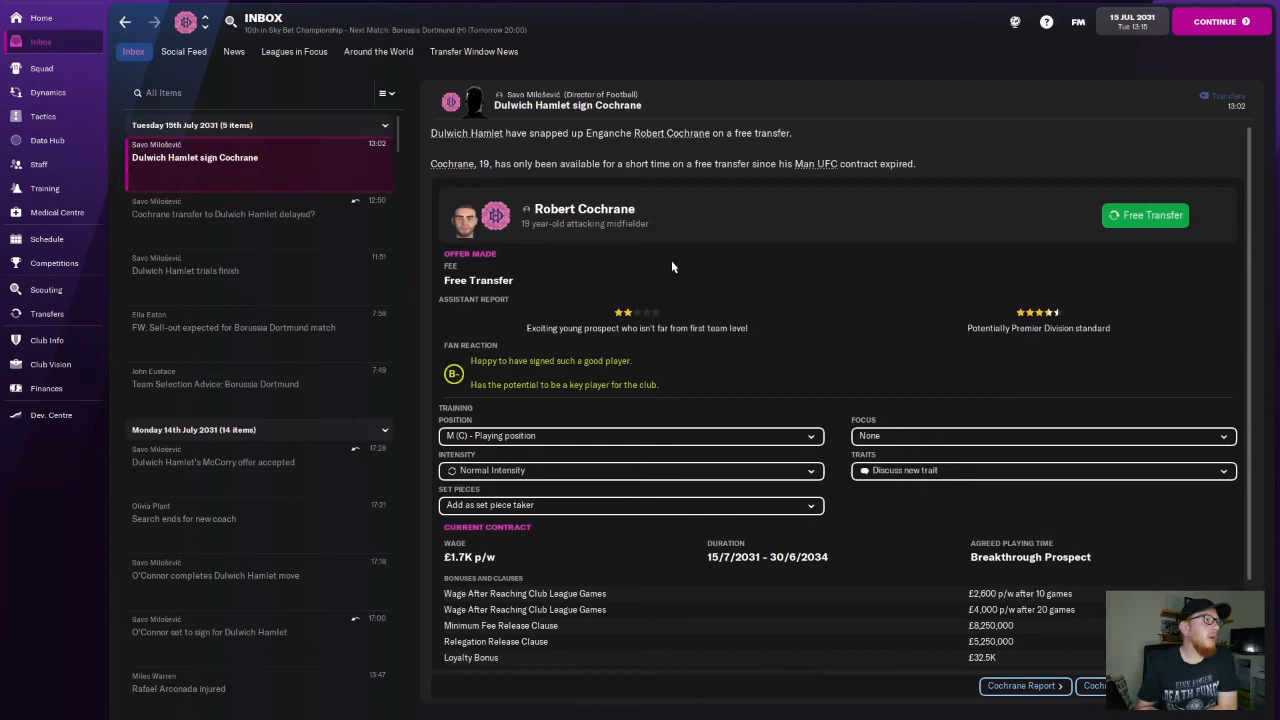 Home
Inbox
Squad
Dynamics
Tactics
Data Hub
Staff
Training
Medical Centre
Schedule
Competitions
Scouting
Transfers
Club Info
Club Vision
Finances
Dev. Centre
INBOX
10th in Sky Bet Championship - Next Match: Borussia Dortmund (H) (Tomorrow 20:00)
?
FM
15 JUL 2031
Tue 13:15
CONTINUE
Inbox
Social Feed
News
Leagues in Focus
Around the World
Transfer Window News
All Items
Tuesday 15th July 2031 (5 items)
Savo Milošević
13:02
Dulwich Hamlet sign Cochrane
Savo Milošević
12:50
Cochrane transfer to Dulwich Hamlet delayed?
Savo Milošević
11:51
Dulwich Hamlet trials finish
Ella Eaton
7:58
FW: Sell-out expected for Borussia Dortmund match
John Eustace
7:49
Team Selection Advice: Borussia Dortmund
Monday 14th July 2031 (14 items)
Savo Milošević
17:28
Dulwich Hamlet's McCorry offer accepted
Olivia Plant
17:21
Search ends for new coach
Savo Milošević
17:18
O'Connor completes Dulwich Hamlet move
Savo Milošević
17:00
O'Connor set to sign for Dulwich Hamlet
Miles Warren
13:47
Rafael Arconada injured
Savo Milošević (Director of Football)
Dulwich Hamlet sign Cochrane
Transfers
13:02
Dulwich Hamlet have snapped up Enganche Robert Cochrane on a free transfer.
Cochrane, 19, has only been available for a short time on a free transfer since his Man UFC contract expired.
Robert Cochrane
19 year-old attacking midfielder
Free Transfer
OFFER MADE
FEE
Free Transfer
ASSISTANT REPORT
Exciting young prospect who isn't far from first team level
Potentially Premier Division standard
FAN REACTION
B-
Happy to have signed such a good player.
Has the potential to be a key player for the club.
TRAINING
POSITION
M (C) - Playing position
FOCUS
None
INTENSITY
Normal Intensity
TRAITS
Discuss new trait
SET PIECES
Add as set piece taker
CURRENT CONTRACT
WAGE
£1.7K p/w
DURATION
15/7/2031 - 30/6/2034
AGREED PLAYING TIME
Breakthrough Prospect
BONUSES AND CLAUSES
Wage After Reaching Club League Games
£2,600 p/w after 10 games
Wage After Reaching Club League Games
£4,000 p/w after 20 games
Minimum Fee Release Clause
£8,250,000
Relegation Release Clause
£5,250,000
Loyalty Bonus
£32.5K
Cochrane Report
Coch
FIVE FINGER
DEATH PUNCH